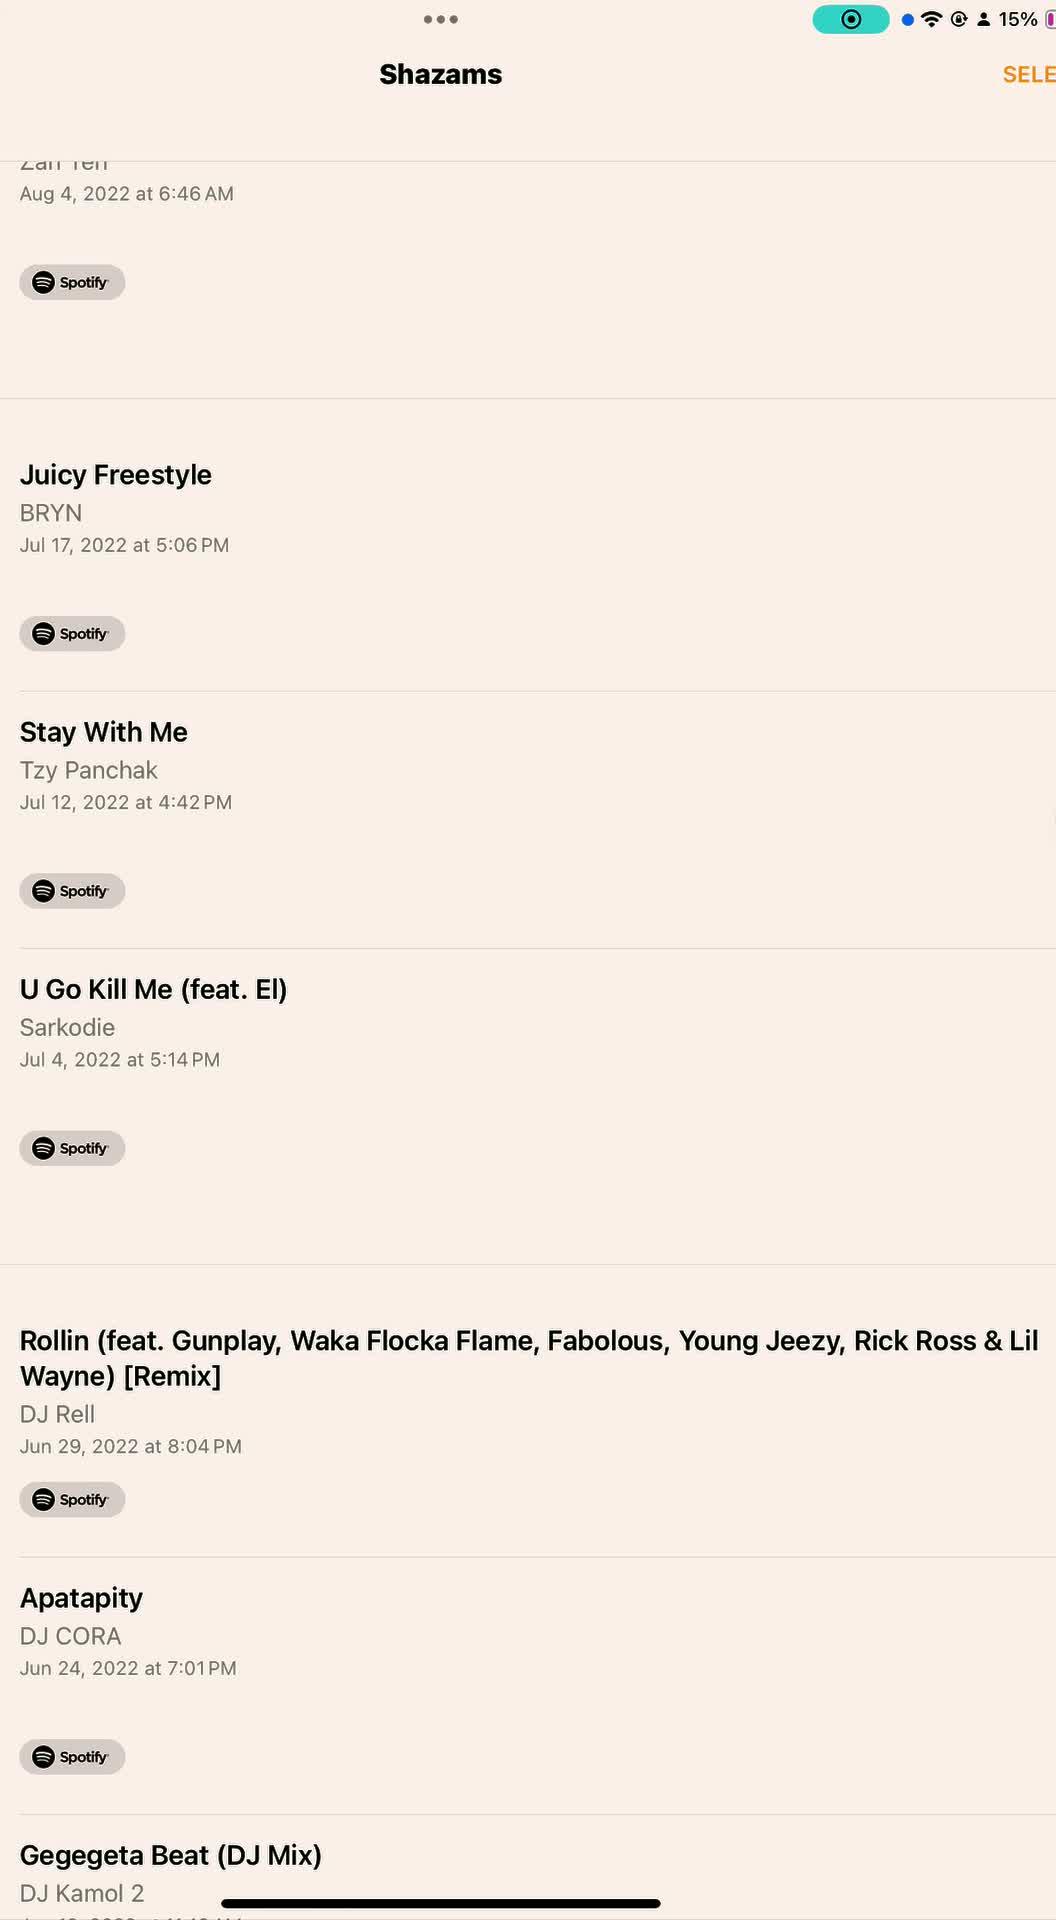 15%
Shazams
Aug 4, 2022 at 6:46 AM
Spotify
Juicy Freestyle
BRYN
Jul 17, 2022 at 5:06 PM
Spotify
Stay With Me
Tzy Panchak
Jul 12, 2022 at 4:42 PM
Spotify
U Go Kill Me (feat. El)
Sarkodie
Jul 4, 2022 at 5:14 PM
Spotify
Rollin (feat. Gunplay, Waka Flocka Flame, Fabolous, Young Jeezy, Rick Ross & Lil
Wayne) [Remix]
DJ Rell
Jun 29, 2022 at 8:04 PM
Spotify
Apatapity
DJ CORA
Jun 24, 2022 at 7:01 PM
Spotify
Gegegeta Beat (DJ Mix)
DJ Kamol 2